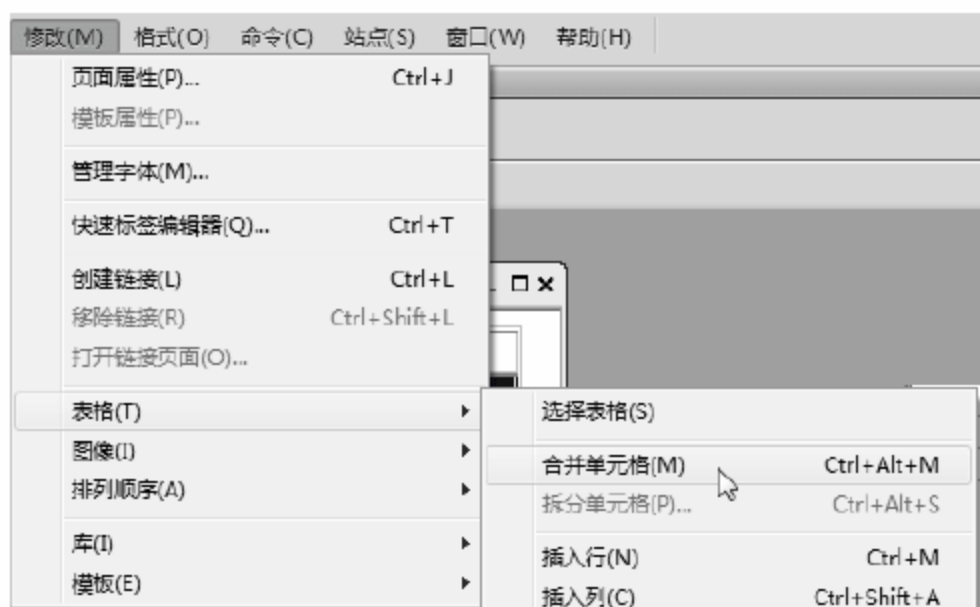 修改(M) 格式(O) 命令(C) 站点(S) 窗口(W) 帮助(H)
页面属性(P)... Ctrl+J
模板属性(P)...
管理字体(M)...
快速标签编辑器(Q)... Ctrl+T
创建链接(L) Ctrl+L
移除链接(R) Ctrl+Shift+L
打开链接页面(O)...
表格(T)
图像(I)
排列顺序(A)
库(I)
模板(E)
选择表格(S)
合并单元格(M) Ctrl+Alt+M
拆分单元格(P)... Ctrl+Alt+S
插入行(N) Ctrl+M
插入列(C) Ctrl+Shift+A